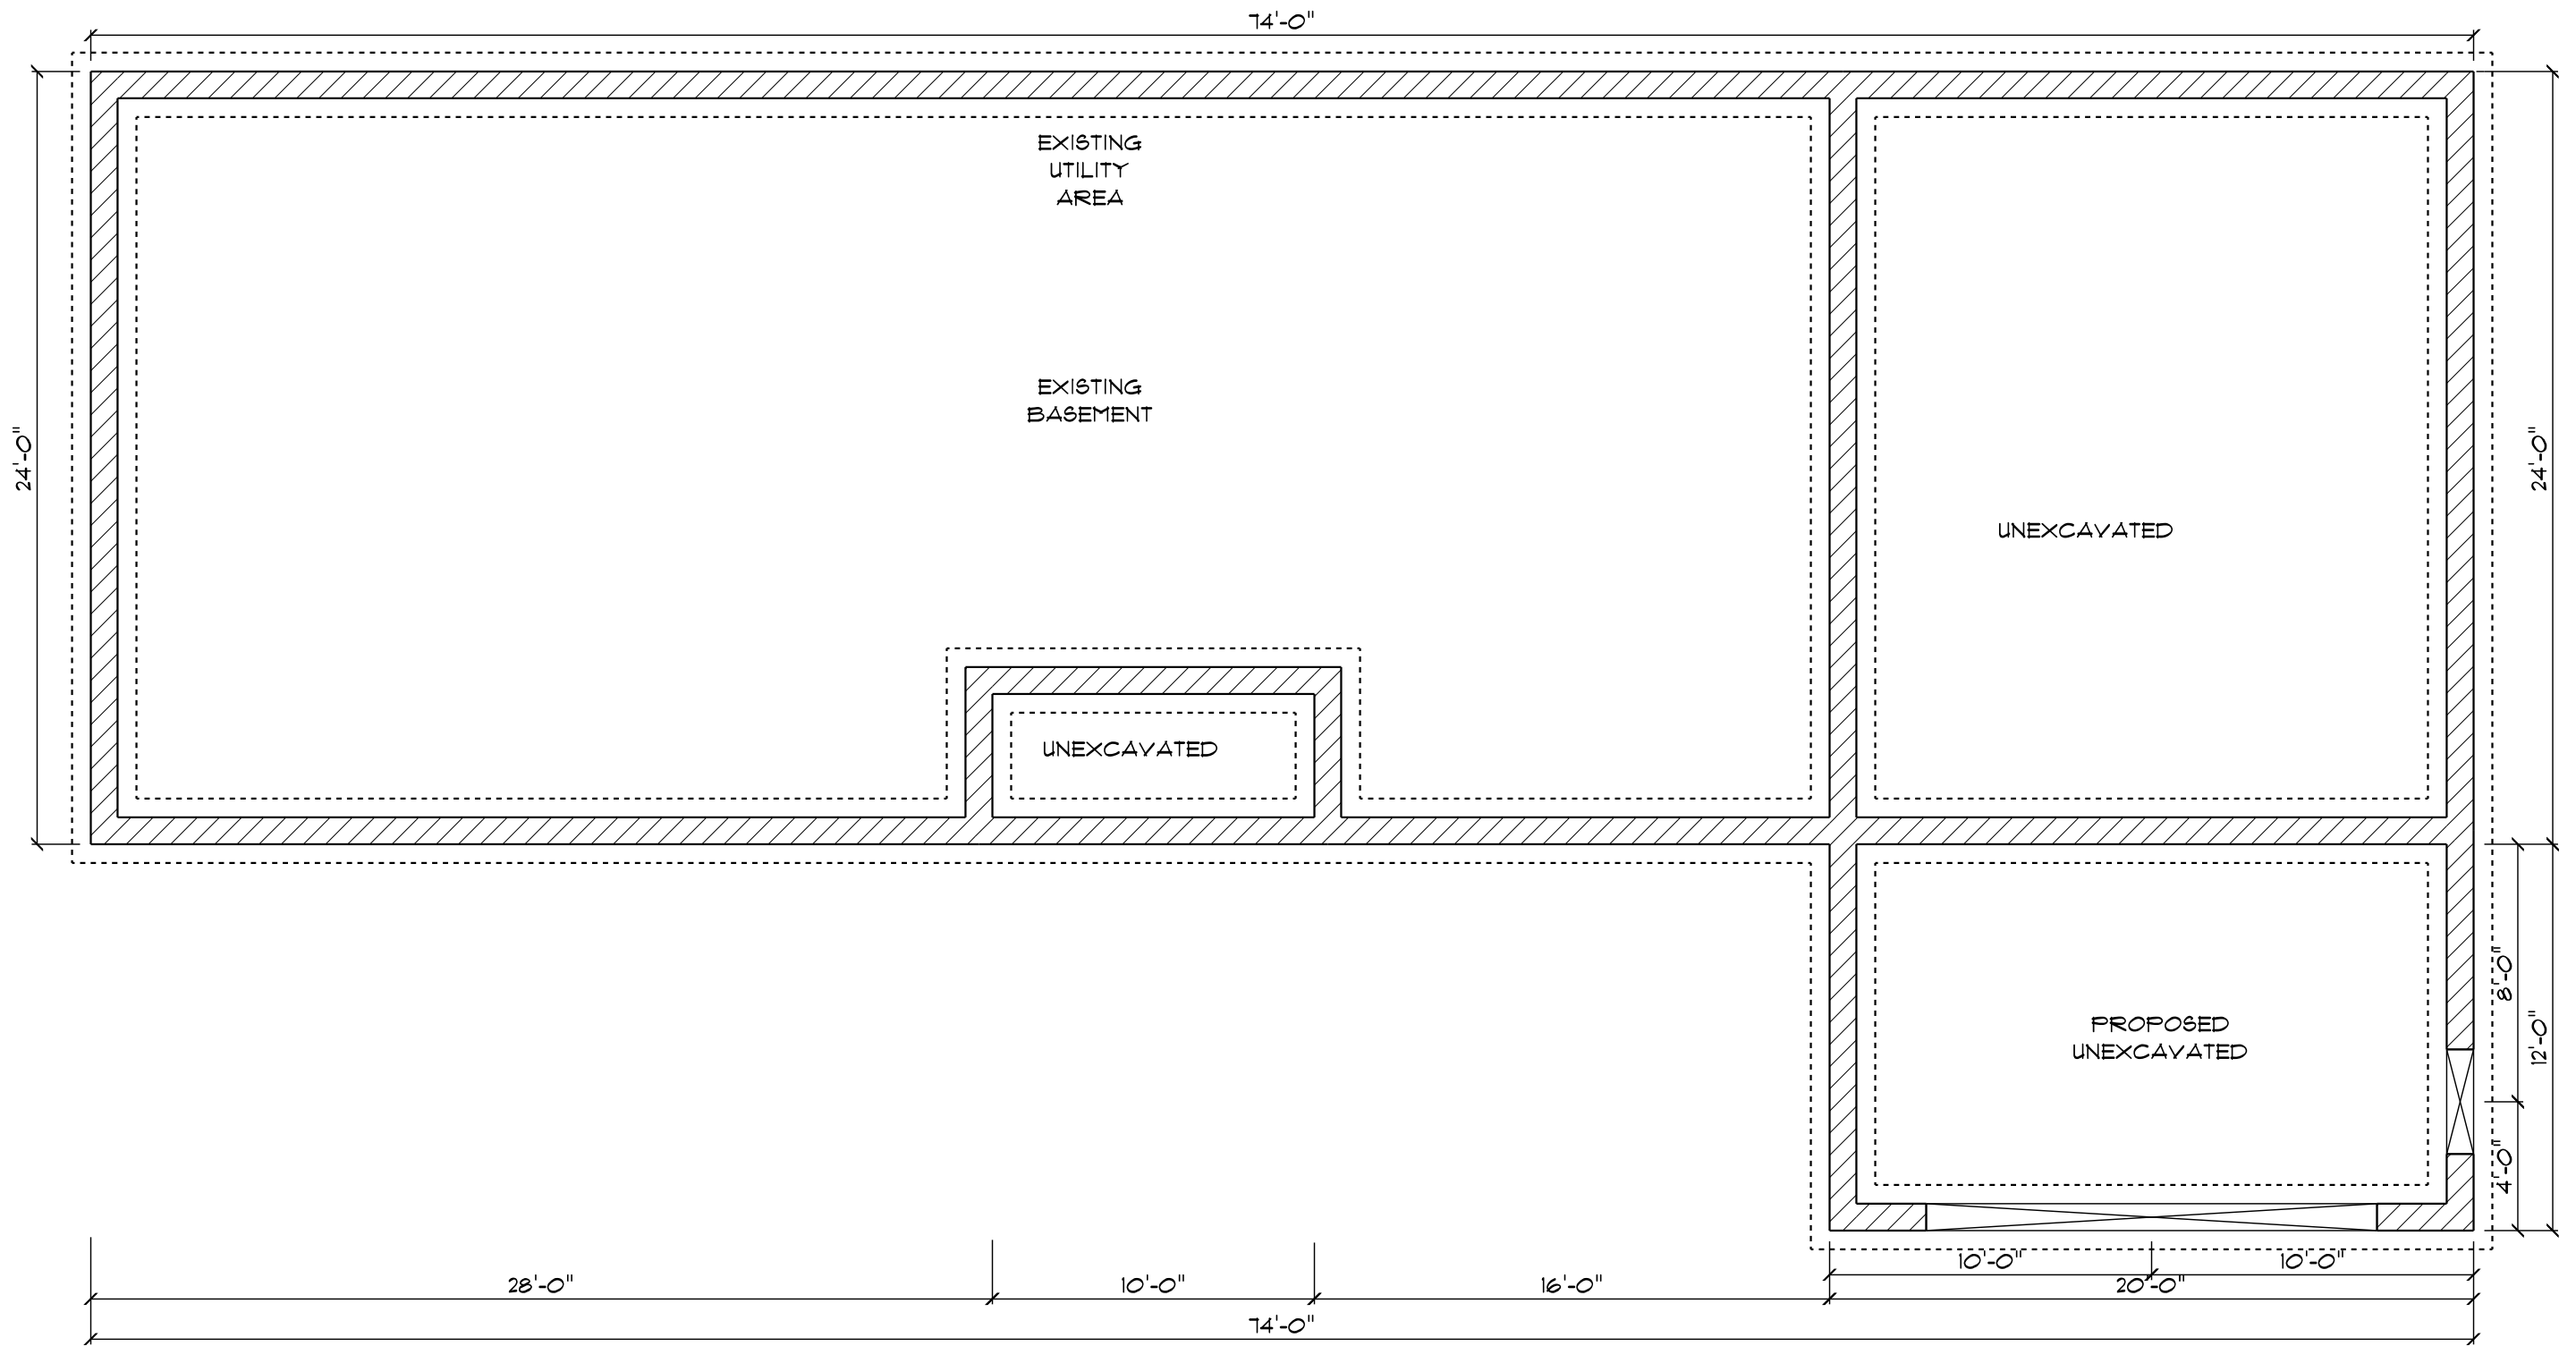 74'-0"
EXISTING
UTILITY
AREA
EXISTING
BASEMENT
24'-0"
24'-0"
UNEXCAVATED
UNEXCAVATED
8'-0"
PROPOSED
UNEXCAVATED
12'-0"
4'-0"
10'-0"
10'-0"
28'-0"
10'-0"
16'-0"
20'-0"
74'-0"